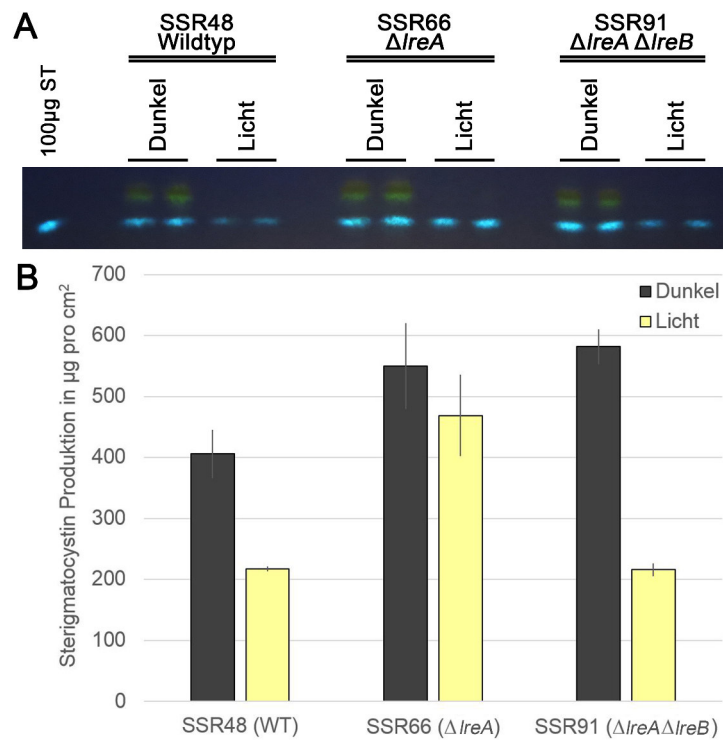 A
SSR48
Wildtyp
SSR66
ΔlreA
SSR91
ΔlreA ΔlreB
100µg ST
Dunkel
Licht
Dunkel
Licht
Dunkel
Licht
B
700
600
500
400
300
200
100
0
Sterigmatocystin Produktion in µg pro cm²
Dunkel
Licht
SSR48 (WT)
SSR66 (ΔlreA)
SSR91 (ΔlreAΔlreB)